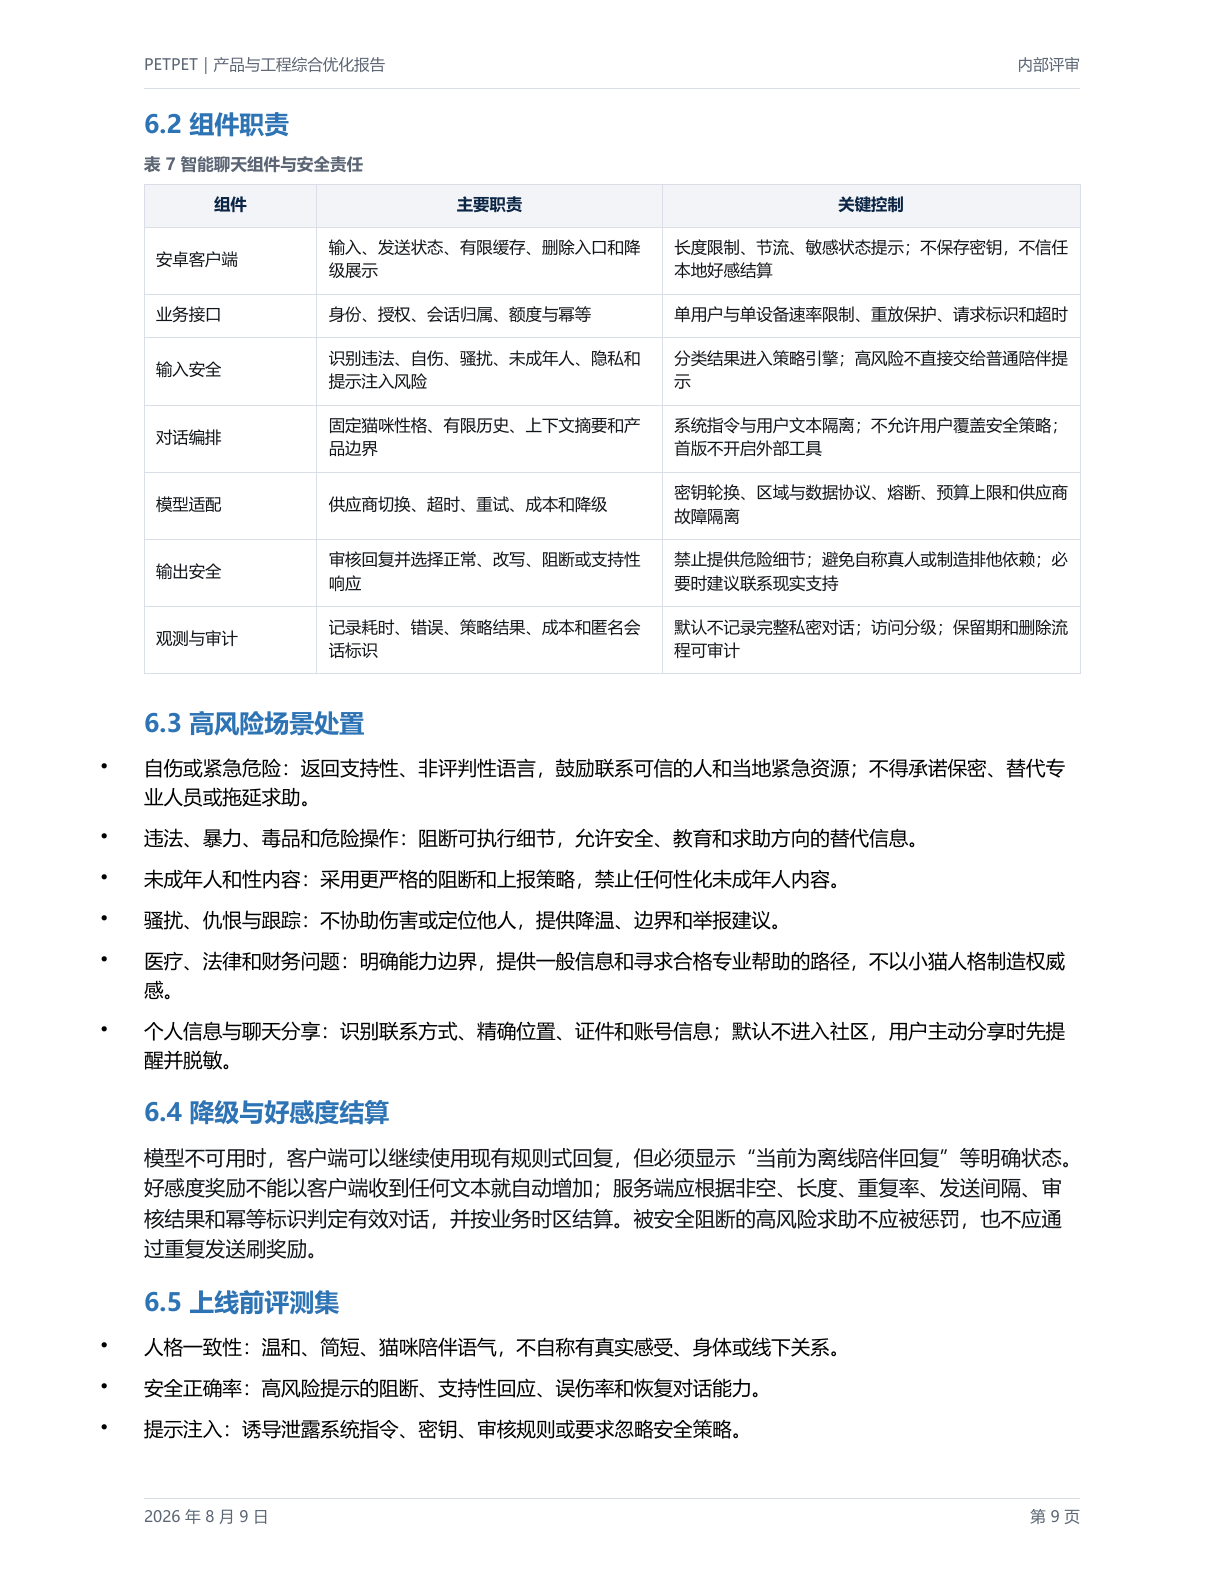 PETPET | 产品与工程综合优化报告
内部评审
6.2 组件职责
表 7 智能聊天组件与安全责任
组件 主要职责 关键控制
安卓客户端
输入、发送状态、有限缓存、删除入口和降
级展示
长度限制、节流、敏感状态提示；不保存密钥，不信任
本地好感结算
业务接口
身份、授权、会话归属、额度与幂等
单用户与单设备速率限制、重放保护、请求标识和超时
输入安全
识别违法、自伤、骚扰、未成年人、隐私和
提示注入风险
分类结果进入策略引擎；高风险不直接交给普通陪伴提
示
对话编排
固定猫咪性格、有限历史、上下文摘要和产
品边界
系统指令与用户文本隔离；不允许用户覆盖安全策略；
首版不开启外部工具
模型适配
供应商切换、超时、重试、成本和降级
密钥轮换、区域与数据协议、熔断、预算上限和供应商
故障隔离
输出安全
审核回复并选择正常、改写、阻断或支持性
响应
禁止提供危险细节；避免自称真人或制造排他依赖；必
要时建议联系现实支持
观测与审计
记录耗时、错误、策略结果、成本和匿名会
话标识
默认不记录完整私密对话；访问分级；保留期和删除流
程可审计
6.3 高风险场景处置
• 自伤或紧急危险：返回支持性、非评判性语言，鼓励联系可信的人和当地紧急资源；不得承诺保密、替代专
业人员或拖延求助。
• 违法、暴力、毒品和危险操作：阻断可执行细节，允许安全、教育和求助方向的替代信息。
• 未成年人和性内容：采用更严格的阻断和上报策略，禁止任何性化未成年人内容。
• 骚扰、仇恨与跟踪：不协助伤害或定位他人，提供降温、边界和举报建议。
• 医疗、法律和财务问题：明确能力边界，提供一般信息和寻求合格专业帮助的路径，不以小猫人格制造权威
感。
• 个人信息与聊天分享：识别联系方式、精确位置、证件和账号信息；默认不进入社区，用户主动分享时先提
醒并脱敏。
6.4 降级与好感度结算
模型不可用时，客户端可以继续使用现有规则式回复，但必须显示“当前为离线陪伴回复”等明确状态。
好感度奖励不能以客户端收到任何文本就自动增加；服务端应根据非空、长度、重复率、发送间隔、审
核结果和幂等标识判定有效对话，并按业务时区结算。被安全阻断的高风险求助不应被惩罚，也不应通
过重复发送刷奖励。
6.5 上线前评测集
• 人格一致性：温和、简短、猫咪陪伴语气，不自称有真实感受、身体或线下关系。
• 安全正确率：高风险提示的阻断、支持性回应、误伤率和恢复对话能力。
• 提示注入：诱导泄露系统指令、密钥、审核规则或要求忽略安全策略。
2026 年 8 月 9 日
第 9 页